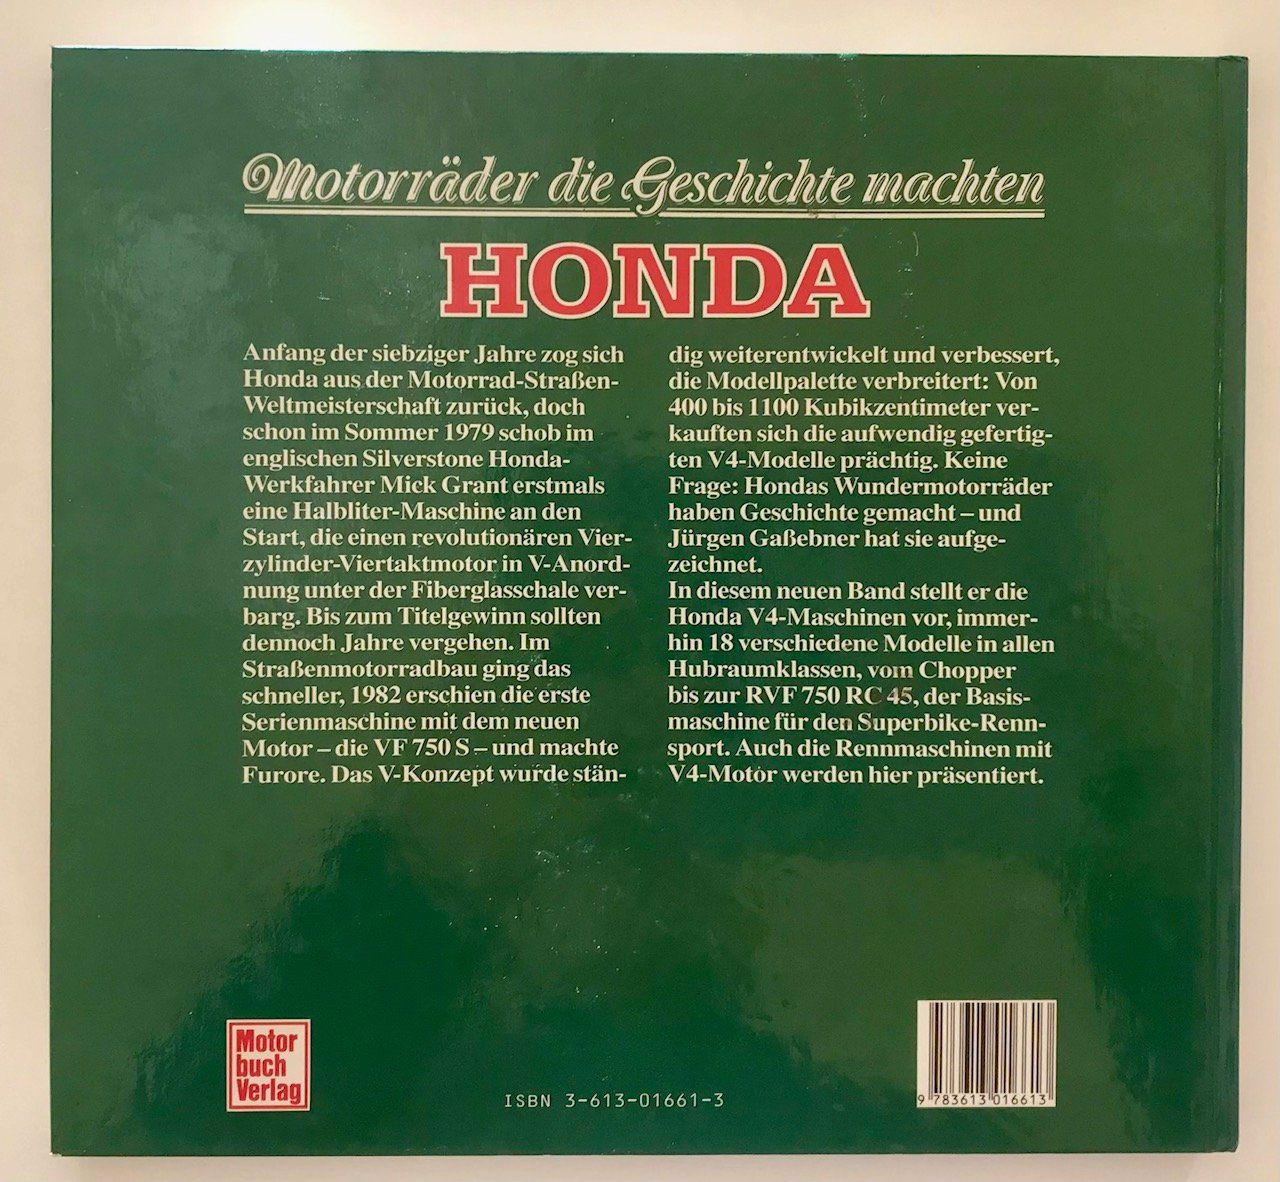 Motorräder die Geschichte machten
HONDA
Anfang der siebziger Jahre zog sich
Honda aus der Motorrad-Straßen-
Weltmeisterschaft zurück, doch
schon im Sommer 1979 schob im
englischen Silverstone Honda-
Werkfahrer Mick Grant erstmals
eine Halbliter-Maschine an den
Start, die einen revolutionären Vier-
zylinder-Viertaktmotor in V-Anord-
nung unter der Fiberglasschale ver-
barg. Bis zum Titelgewinn sollten
dennoch Jahre vergehen. Im
Straßenmotorradbau ging das
schneller, 1982 erschien die erste
Serienmaschine mit dem neuen
Motor – die VF 750 S – und machte
Furore. Das V-Konzept wurde stän-
dig weiterentwickelt und verbessert,
die Modellpalette verbreitert: Von
400 bis 1100 Kubikzentimeter ver-
kauften sich die aufwendig gefertig-
ten V4-Modelle prächtig. Keine
Frage: Hondas Wundermotorräder
haben Geschichte gemacht – und
Jürgen Gaßebner hat sie aufge-
zeichnet.
In diesem neuen Band stellt er die
Honda V4-Maschinen vor, immer-
hin 18 verschiedene Modelle in allen
Hubraumklassen, vom Chopper
bis zur RVF 750 RC 45, der Basis-
maschine für den Superbike-Renn-
sport. Auch die Rennmaschinen mit
V4-Motor werden hier präsentiert.
Motor
buch
Verlag
ISBN 3-613-01661-3
9 783613 016613